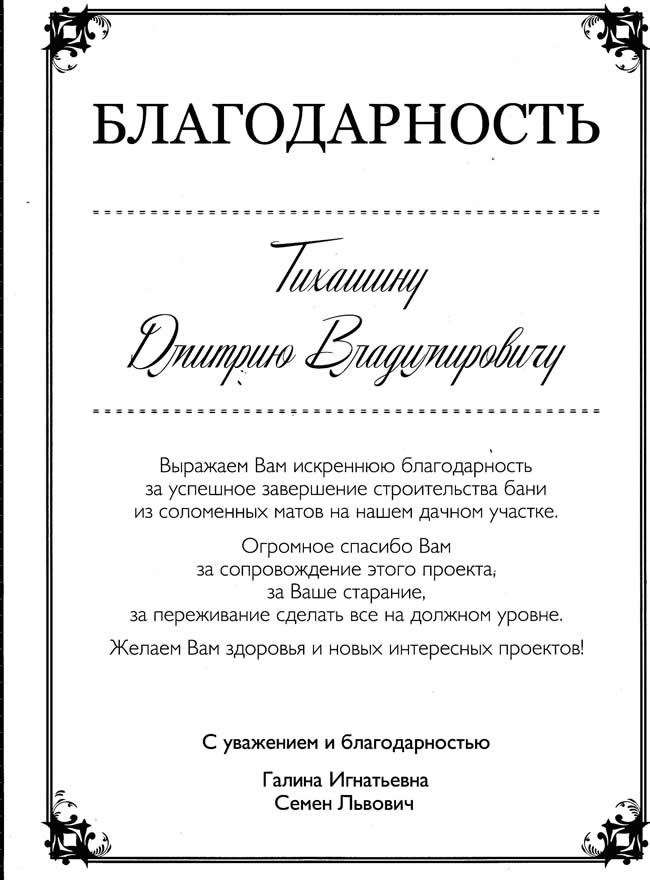 БЛАГОДАРНОСТЬ
Тихашину
Дмитрию Владимировичу
Выражаем Вам искреннюю благодарность
за успешное завершение строительства бани
из соломенных матов на нашем дачном участке.
Огромное спасибо Вам
за сопровождение этого проекта,
за Ваше старание,
за переживание сделать все на должном уровне.
Желаем Вам здоровья и новых интересных проектов!
С уважением и благодарностью
Галина Игнатьевна
Семен Львович